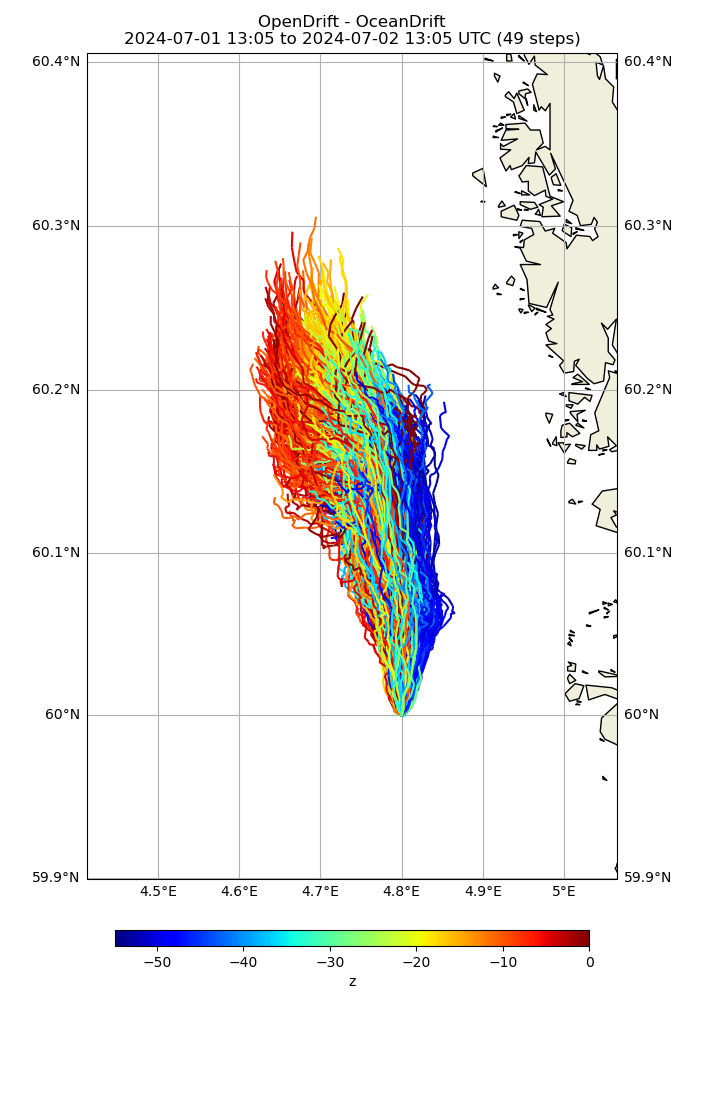 OpenDrift - OceanDrift
2024-07-01 13:05 to 2024-07-02 13:05 UTC (49 steps)
60.4°N 60.4°N
60.3°N 60.3°N
60.2°N 60.2°N
60.1°N 60.1°N
60°N 60°N
59.9°N 59.9°N
4.5°E 4.6°E 4.7°E 4.8°E 4.9°E 5°E
−50 −40 −30 −20 −10 0
z